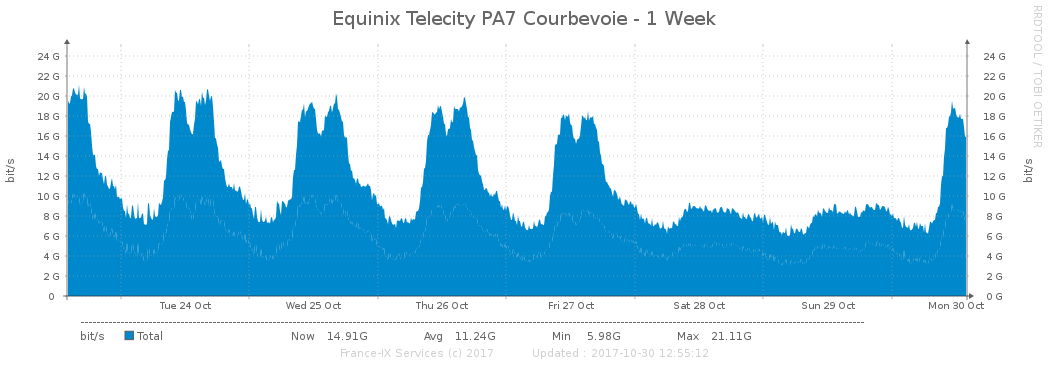 Equinix Telecity PA7 Courbevoie - 1 Week
RRDTOOL / TOBI OETIKER
24 G 24 G
22 G 22 G
20 G 20 G
18 G 18 G
16 G 16 G
14 G 14 G
12 G 12 G
10 G 10 G
8 G 8 G
6 G 6 G
4 G 4 G
2 G 2 G
0 0 G
bit/s bit/s
Tue 24 Oct Wed 25 Oct Thu 26 Oct Fri 27 Oct Sat 28 Oct Sun 29 Oct Mon 30 Oct
bit/s Total Now 14.91G Avg 11.24G Min 5.98G Max 21.11G
France-IX Services (c) 2017 Updated : 2017-10-30 12:55:12